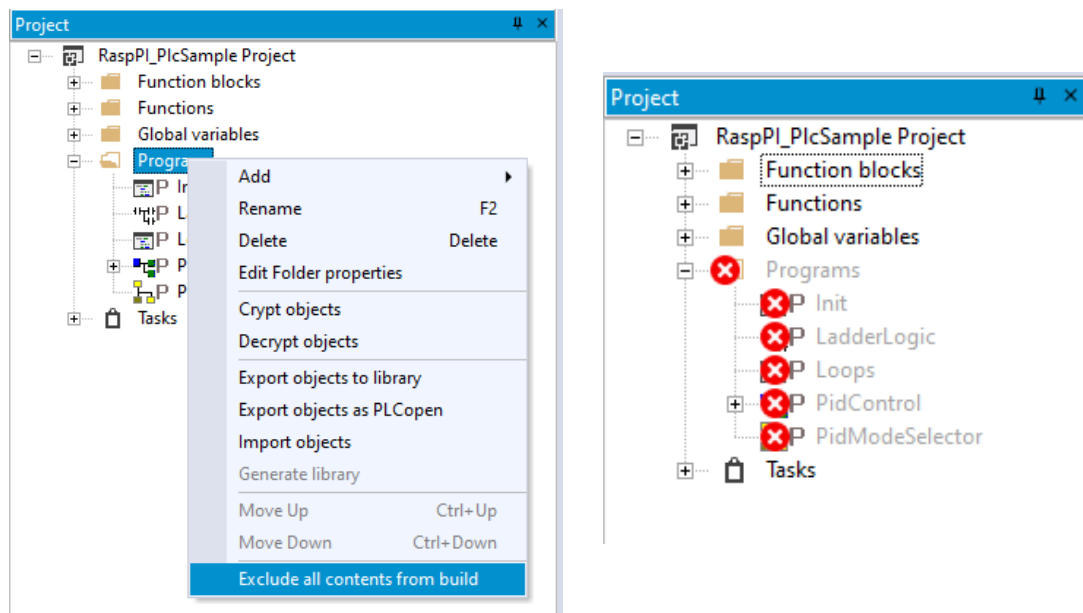 Project
RaspPI_PlcSample Project
Function blocks
Functions
Global variables
Progra
P
P
P
P
P
Tasks
Add
Rename F2
Delete Delete
Edit Folder properties
Crypt objects
Decrypt objects
Export objects to library
Export objects as PLCopen
Import objects
Generate library
Move Up Ctrl+Up
Move Down Ctrl+Down
Exclude all contents from build
Project
RaspPI_PlcSample Project
Function blocks
Functions
Global variables
Programs
P Init
P LadderLogic
P Loops
P PidControl
P PidModeSelector
Tasks